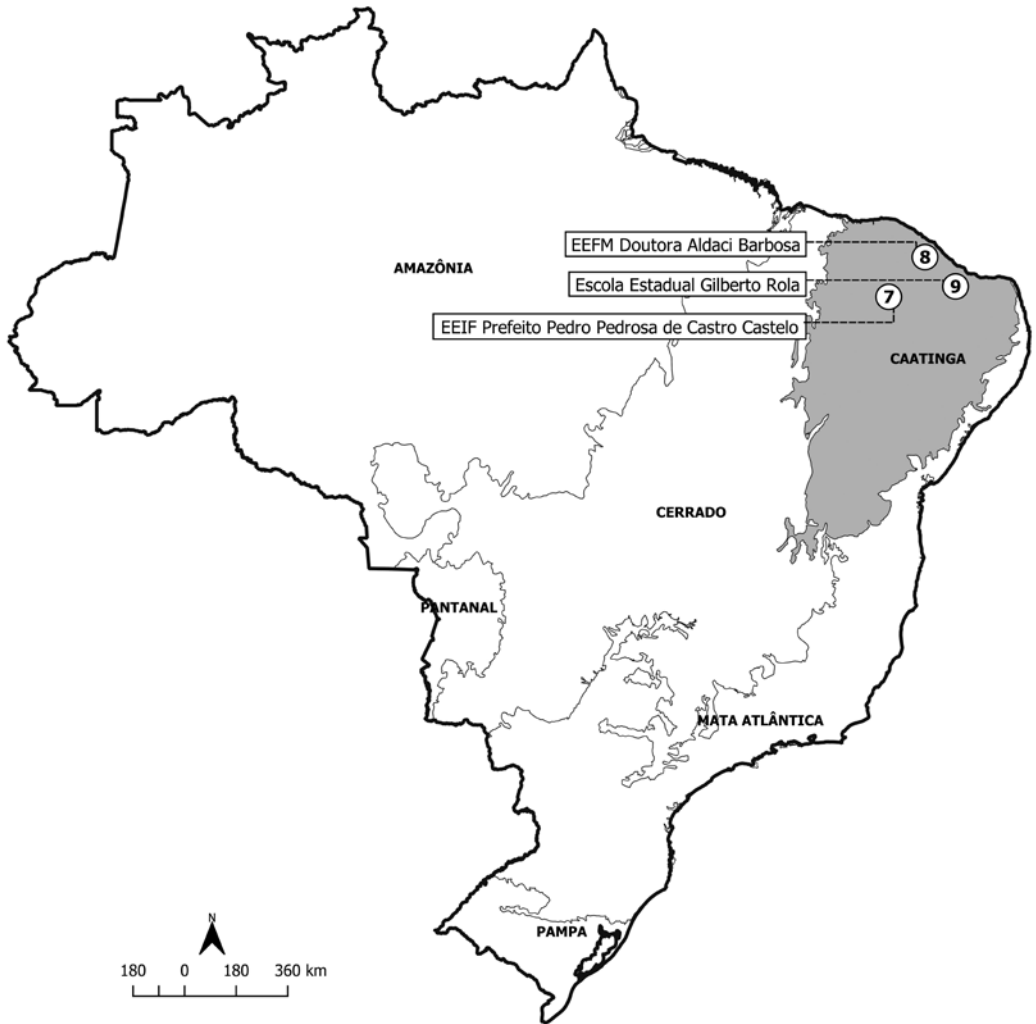 EEFM Doutora Aldaci Barbosa
8
AMAZÔNIA
Escola Estadual Gilberto Rola
9
7
EEIF Prefeito Pedro Pedrosa de Castro Castelo
CAATINGA
CERRADO
PANTANAL
MATA ATLÂNTICA
PAMPA
N
180 0 180 360 km